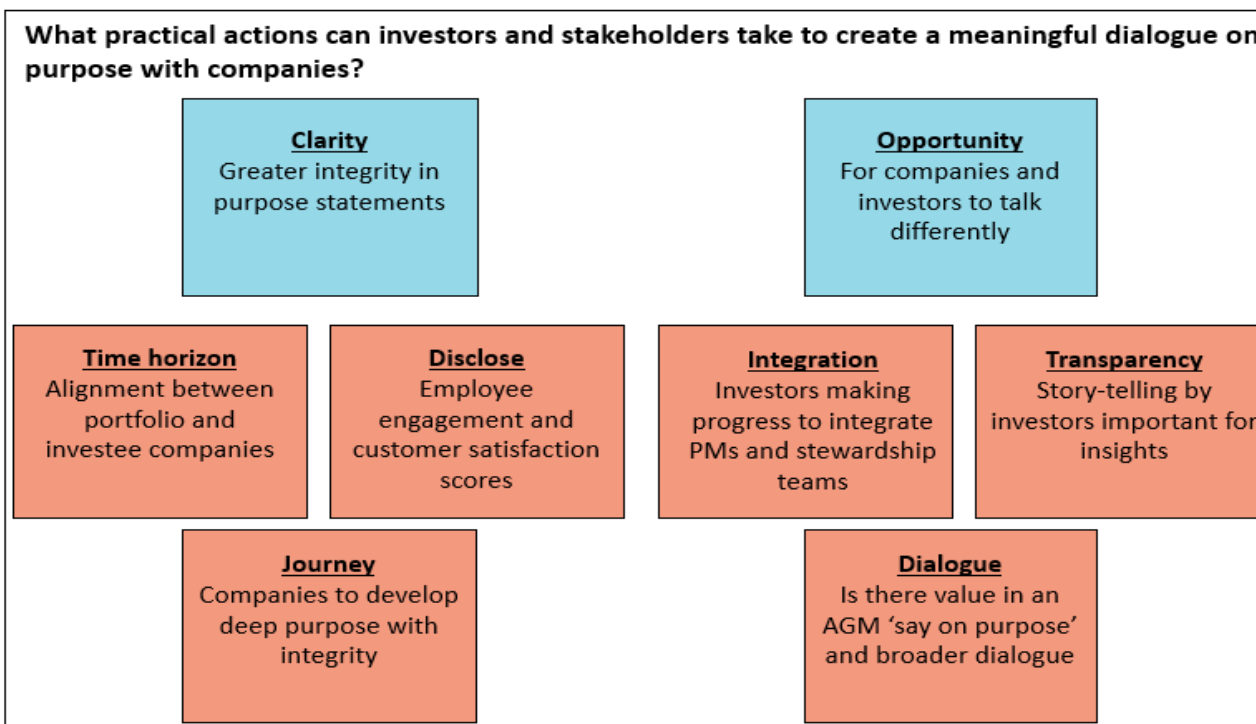 What practical actions can investors and stakeholders take to create a meaningful dialogue on
purpose with companies?
Clarity
Greater integrity in
purpose statements
Opportunity
For companies and
investors to talk
differently
Time horizon
Alignment between
portfolio and
investee companies
Disclose
Employee
engagement and
customer satisfaction
scores
Integration
Investors making
progress to integrate
PMs and stewardship
teams
Transparency
Story-telling by
investors important for
insights
Journey
Companies to develop
deep purpose with
integrity
Dialogue
Is there value in an
AGM ‘say on purpose’
and broader dialogue